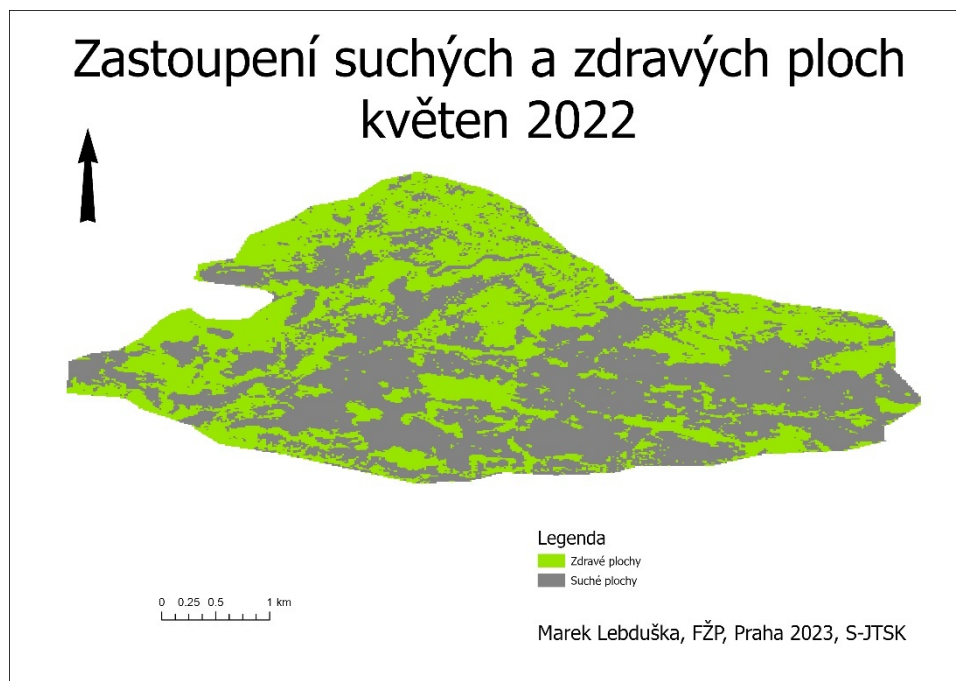 Zastoupení suchých a zdravých ploch
květen 2022
Legenda
Zdravé plochy
Suché plochy
0 0.25 0.5 1 km
Marek Lebduška, FŽP, Praha 2023, S-JTSK